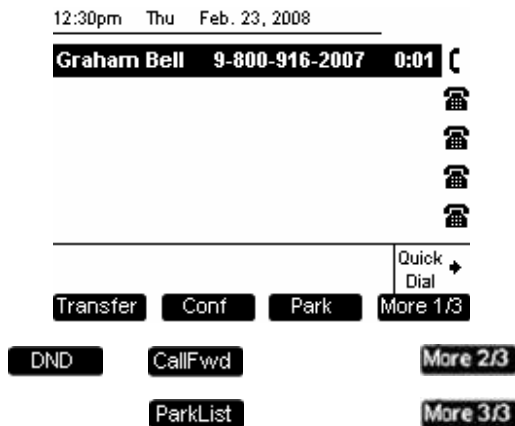 12:30pm Thu Feb. 23, 2008
Graham Bell 9-800-916-2007 0:01
Quick
Dial
Transfer Conf Park More 1/3
DND CallFwd More 2/3
ParkList More 3/3